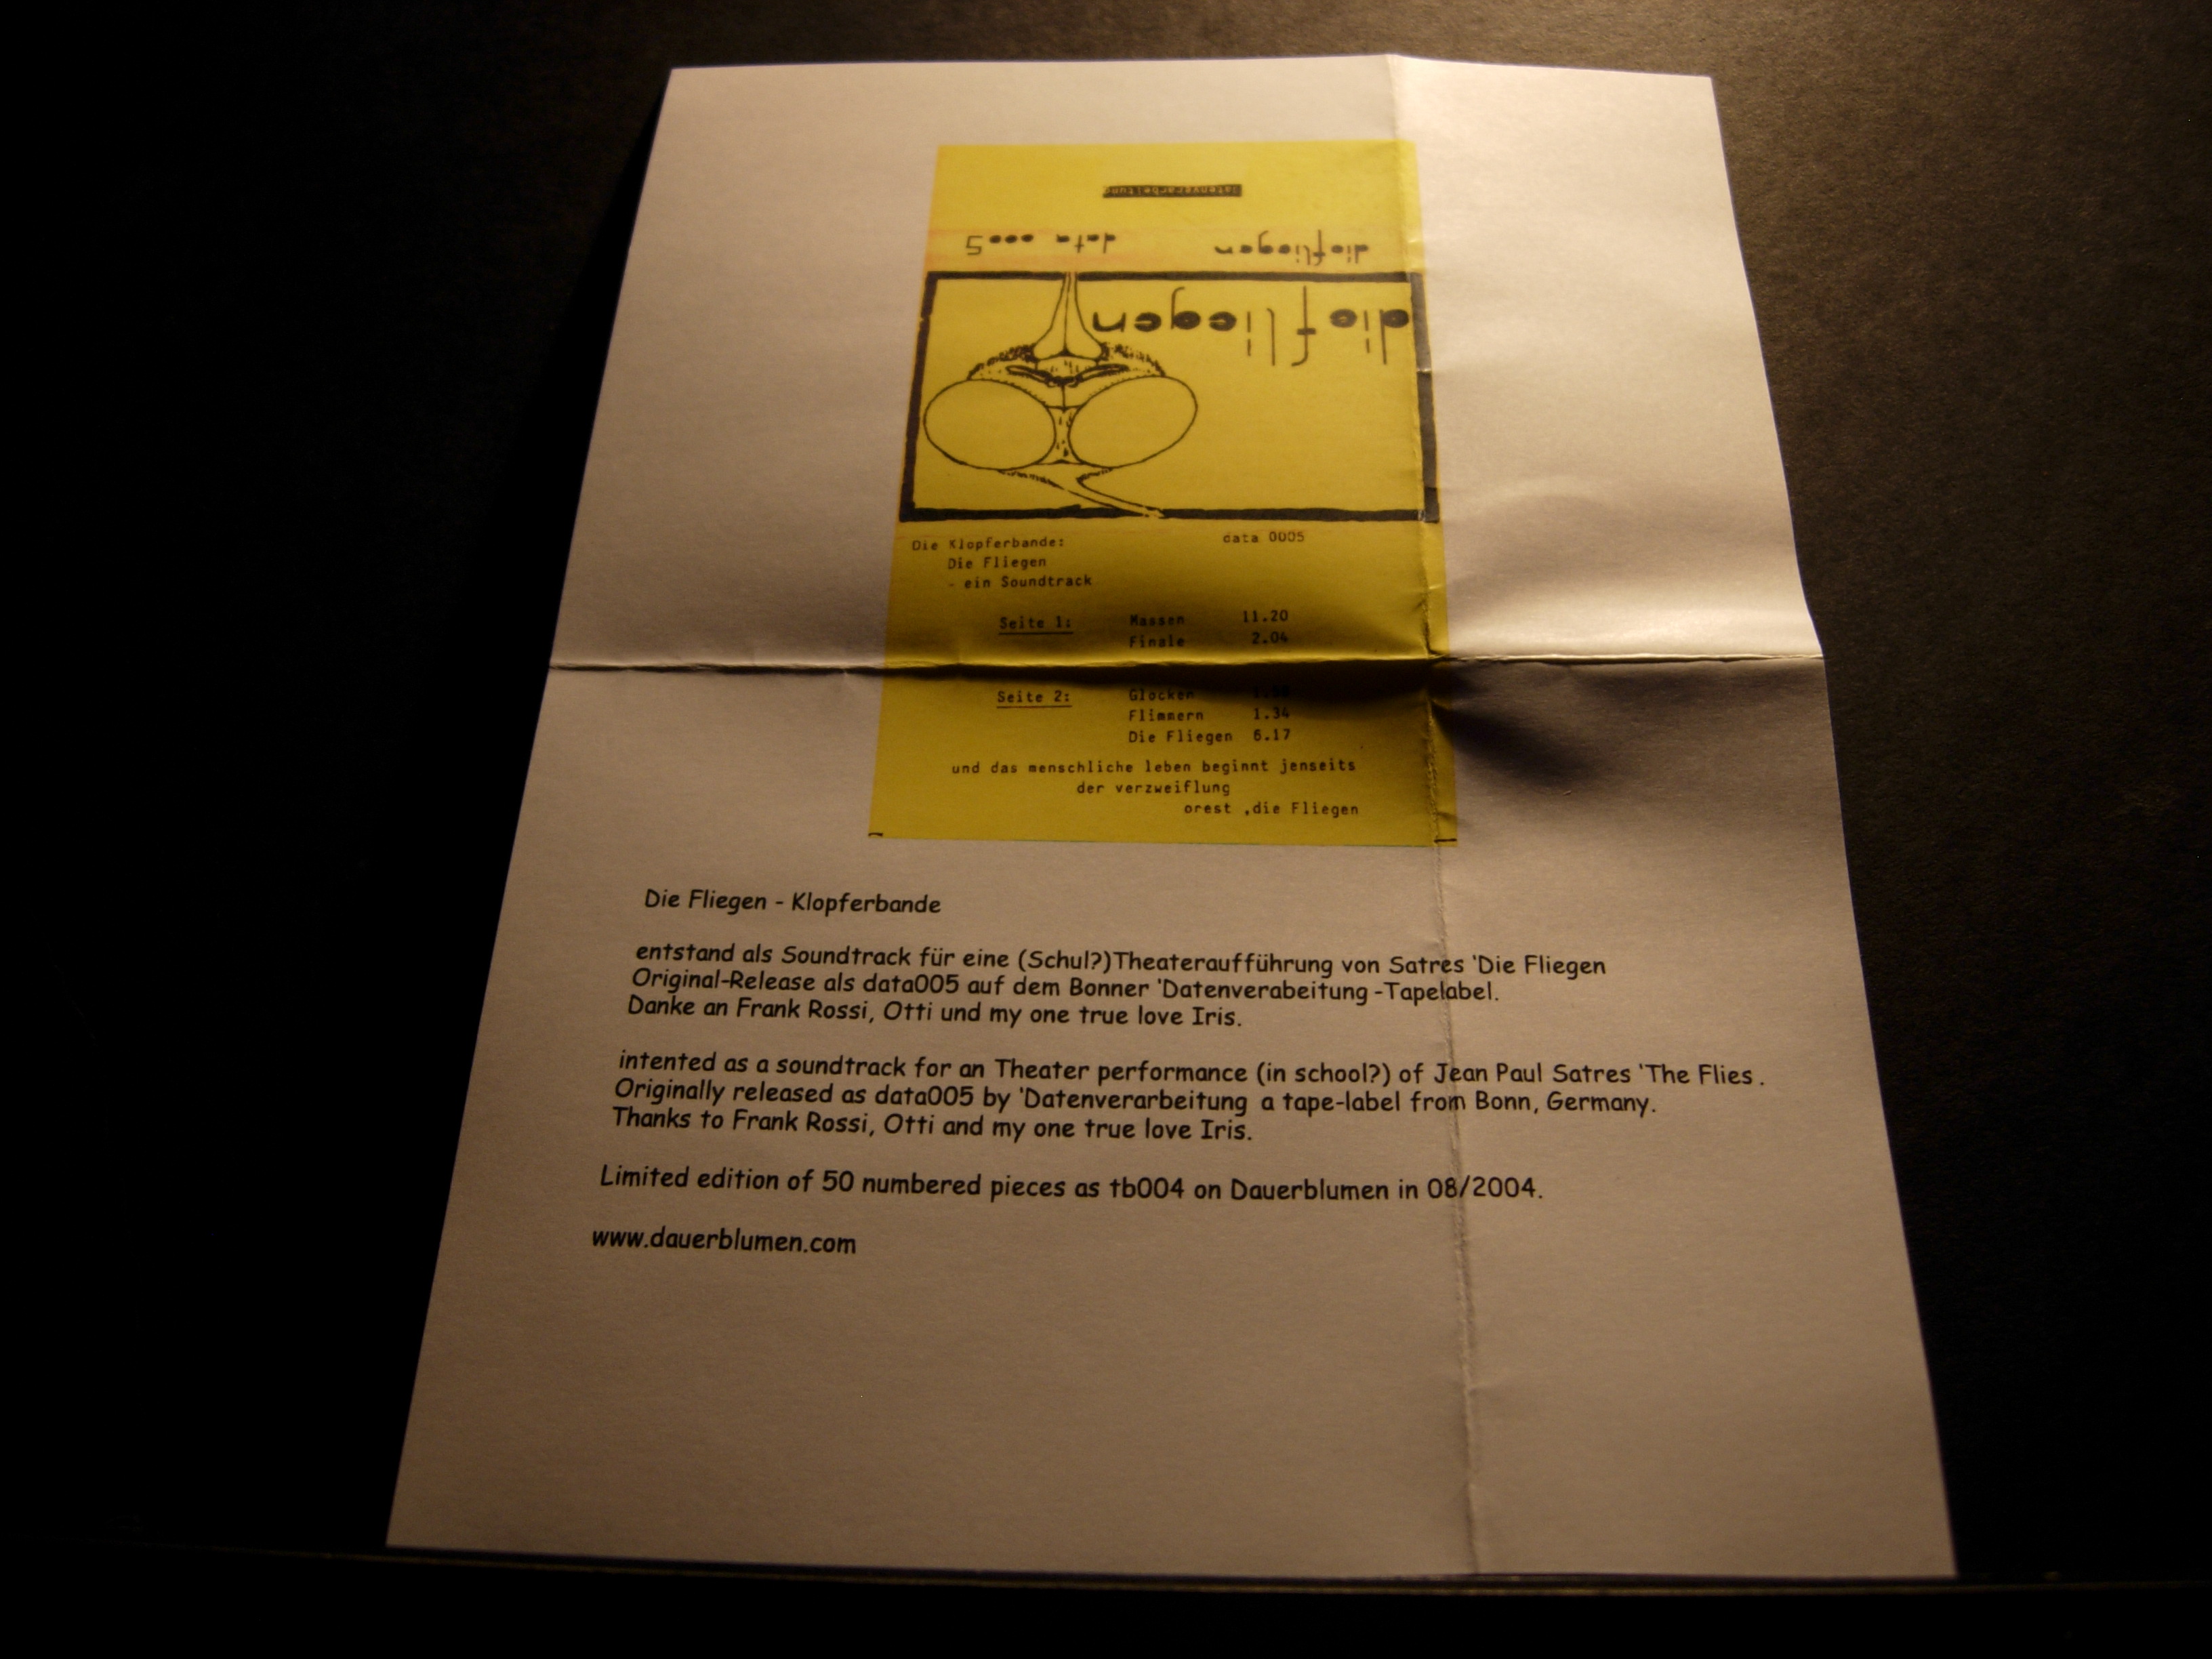 Datenverarbeitung
die fliegen data 0005
die fliegen
Die Klopferbande: data 0005
Die Fliegen
- ein Soundtrack
Seite 1: Massen 11.20
Finale 2.04
Seite 2: Glocken
Flimmern 1.34
Die Fliegen 6.17
und das menschliche leben beginnt jenseits
der verzweiflung
orest ,die Fliegen
Die Fliegen - Klopferbande
entstand als Soundtrack für eine (Schul?)Theateraufführung von Satres 'Die Fliegen
Original-Release als data005 auf dem Bonner 'Datenverabeitung -Tapelabel.
Danke an Frank Rossi, Otti und my one true love Iris.
intented as a soundtrack for an Theater performance (in school?) of Jean Paul Satres 'The Flies .
Originally released as data005 by 'Datenverarbeitung a tape-label from Bonn, Germany.
Thanks to Frank Rossi, Otti and my one true love Iris.
Limited edition of 50 numbered pieces as tb004 on Dauerblumen in 08/2004.
www.dauerblumen.com